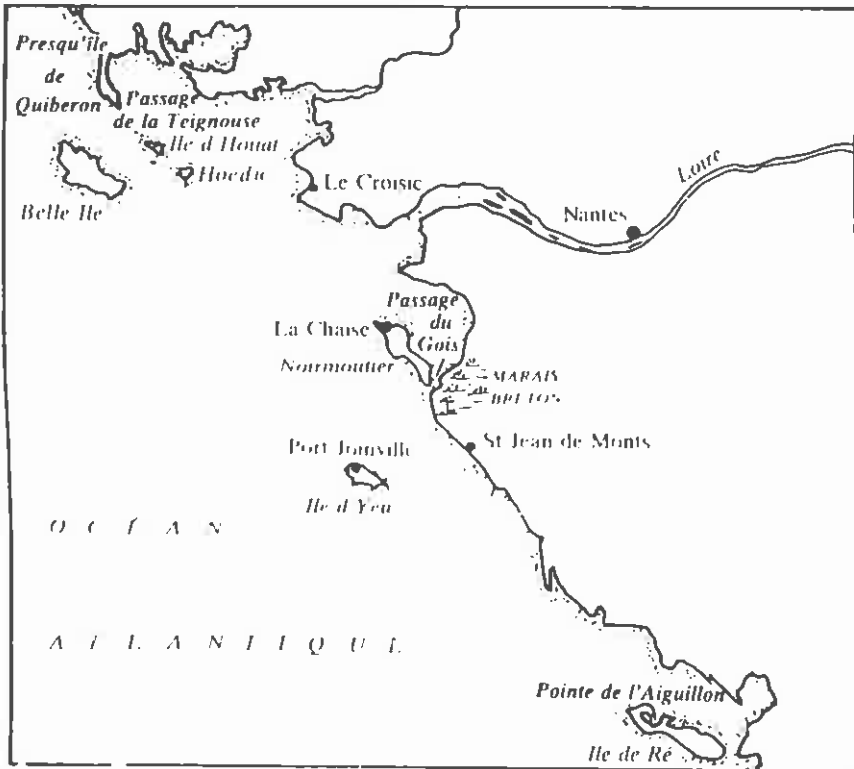 Presqu'île
de
Quiberon
Passage
de la Teignouse
Ile d Houat
Hoedic
Belle Ile
Le Croisic
Loire
Nantes
Passage
du
Gois
La Chaise
Noirmoutier
MARAIS
BRETON
St Jean de Monts
Port Joinville
Ile d Yeu
OCÉAN
ATLANTIQUE
Pointe de l'Aiguillon
Ile de Ré